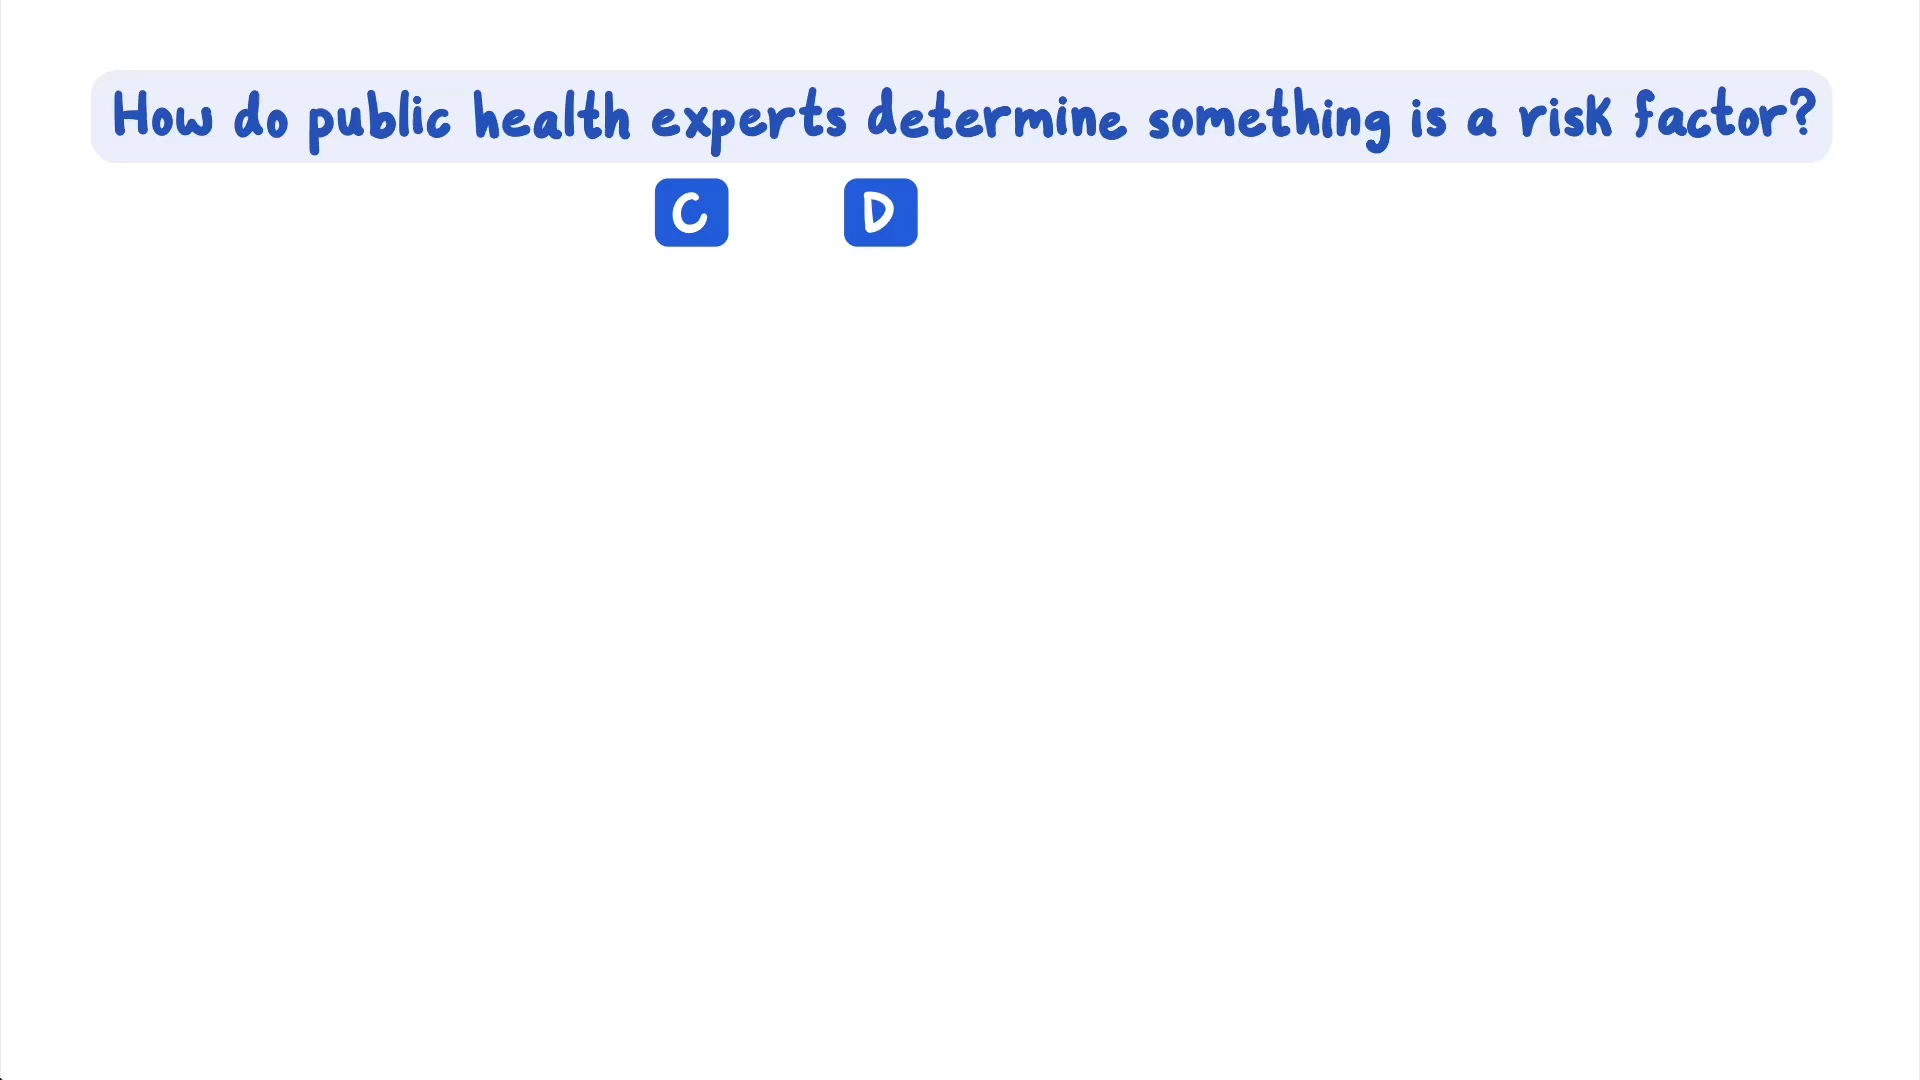 How do public health experts determine something is a risk factor?
C D